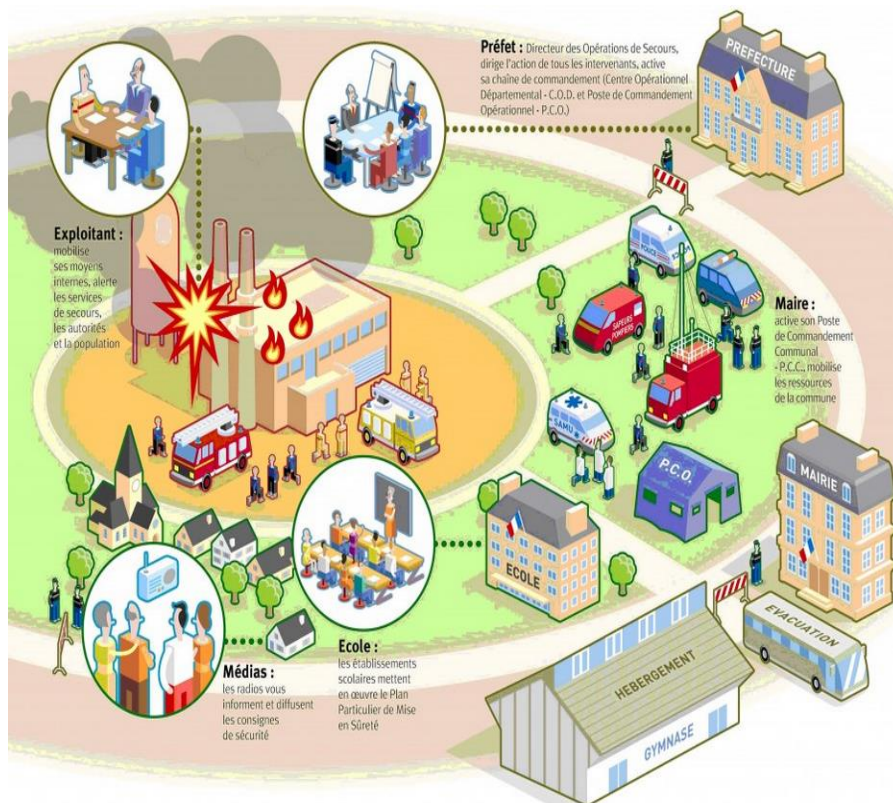 Préfet : Directeur des Opérations de Secours,
dirige l'action de tous les intervenants, active
sa chaîne de commandement (Centre Opérationnel
Départemental - C.O.D. et Poste de Commandement
Opérationnel - P.C.O.)
PREFECTURE
Exploitant :
mobilise
ses moyens
internes, alerte
les services
de secours,
les autorités
et la population
POLICE
SAPEURS
POMPIERS
Maire :
active son Poste
de Commandement
Communal
- P.C.C., mobilise
les ressources
de la commune
SAMU
P.C.O.
MAIRIE
ECOLE
EVACUATION
HEBERGEMENT
GYMNASE
Médias :
les radios vous
informent et diffusent
les consignes
de sécurité
Ecole :
les établissements
scolaires mettent
en œuvre le Plan
Particulier de Mise
en Sûreté